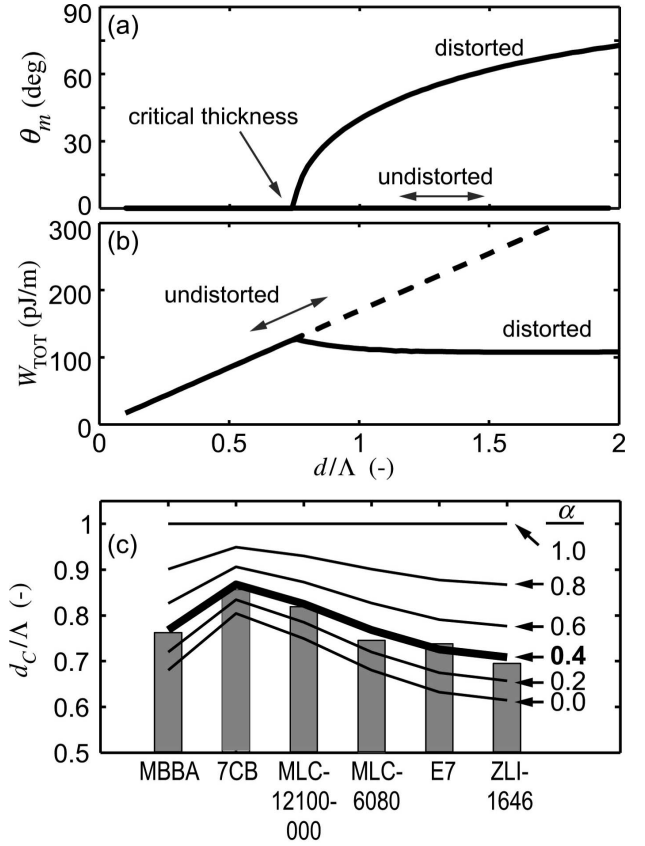 90
(a)
distorted
60
critical thickness
θm (deg)
30
undistorted
0
300
(b)
undistorted
200
distorted
WTOT (pJ/m)
100
0
0 0.5 1 1.5 2
d/Λ (-)
1
(c)
α
1.0
0.9
0.8
0.8
0.6
dC/Λ (-)
0.7
0.4
0.2
0.6
0.0
0.5
MBBA 7CB MLC- MLC- E7 ZLI-
12100- 6080 1646
000